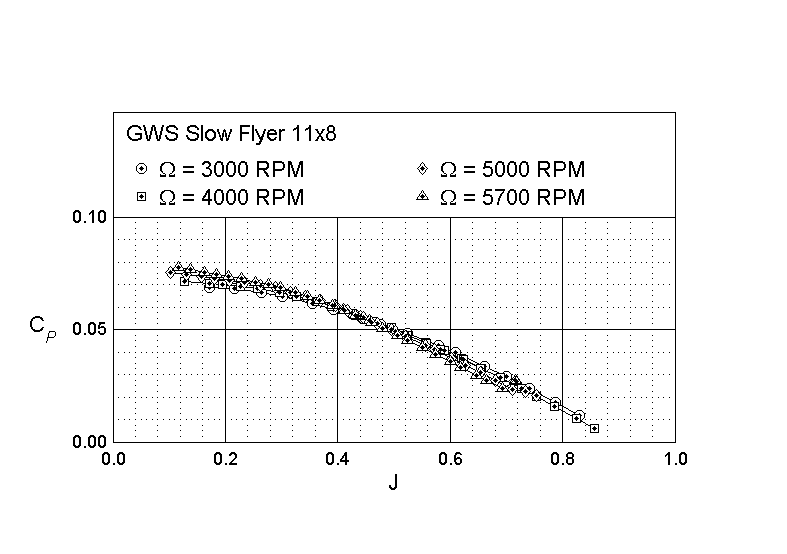 GWS Slow Flyer 11x8
Ω = 3000 RPM
Ω = 5000 RPM
Ω = 4000 RPM
Ω = 5700 RPM
0.10
0.05
0.00
CP
0.0 0.2 0.4 0.6 0.8 1.0
J